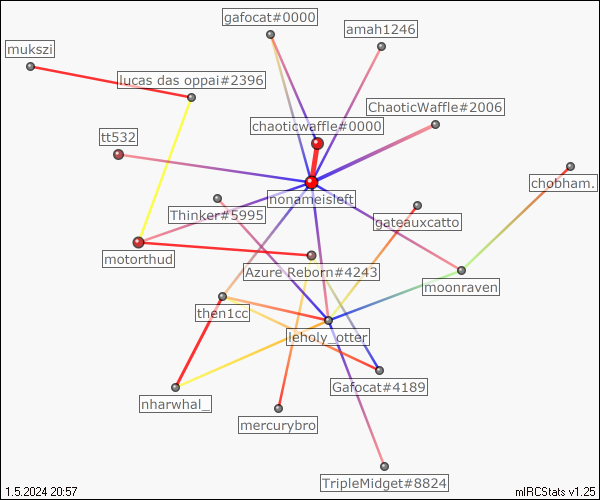 gafocat#0000
amah1246
mukszi
lucas das oppai#2396
ChaoticWaffle#2006
chaoticwaffle#0000
tt532
chobham.
nonameisleft
Thinker#5995
gateauxcatto
motorthud
Azure Reborn#4243
moonraven
then1cc
leholy_otter
Gafocat#4189
nharwhal_
mercurybro
TripleMidget#8824
1.5.2024 20:57
mIRCStats v1.25